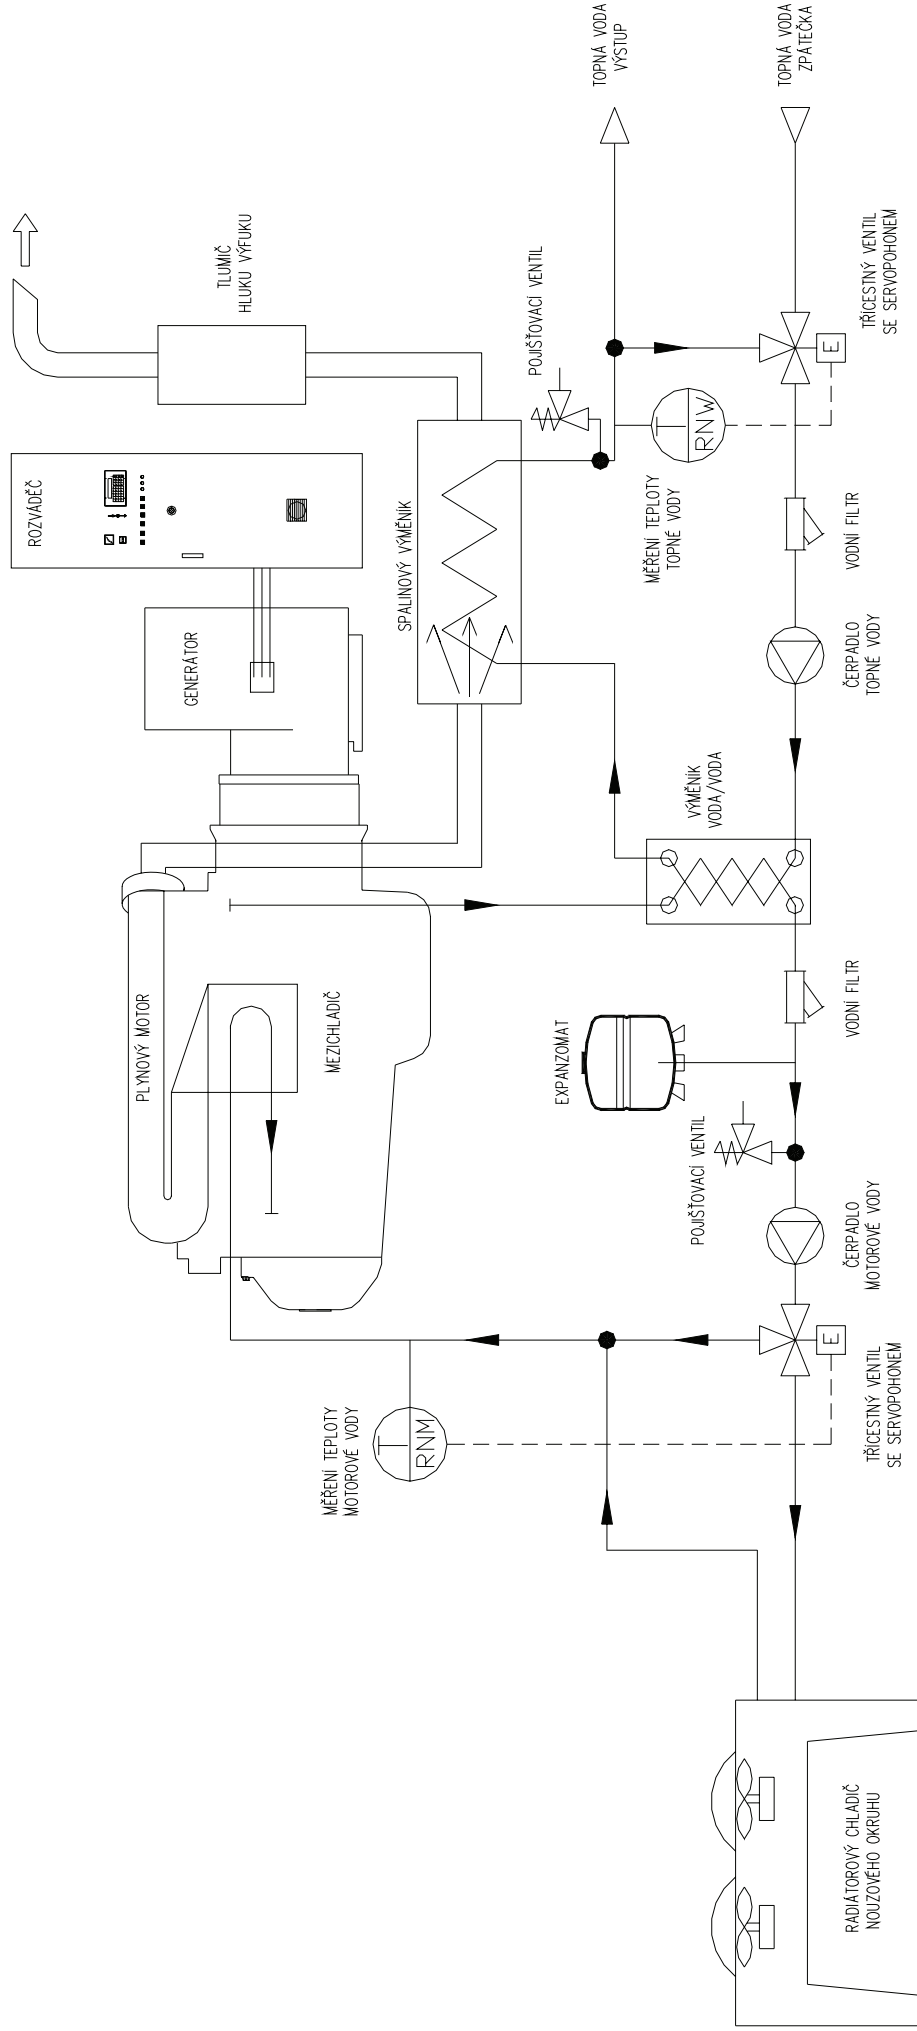 TOPNÁ VODA
VÝSTUP
TOPNÁ VODA
ZPÁTEČKA
TLUMIČ
HLUKU VÝFUKU
POJIŠŤOVACÍ VENTIL
TŘÍCESTNÝ VENTIL
SE SERVOPOHONEM
E
ROZVÁDĚČ
SPALINOVÝ VÝMĚNÍK
RNW
T
MĚŘENÍ TEPLOTY
TOPNÉ VODY
VODNÍ FILTR
GENERÁTOR
ČERPADLO
TOPNÉ VODY
VÝMĚNÍK
VODA/VODA
PLYNOVÝ MOTOR
MEZICHLADIČ
EXPANZOMAT
VODNÍ FILTR
POJIŠŤOVACÍ VENTIL
ČERPADLO
MOTOROVÉ VODY
MĚŘENÍ TEPLOTY
MOTOROVÉ VODY
T
RNM
E
TŘÍCESTNÝ VENTIL
SE SERVOPOHONEM
RADIÁTOROVÝ CHLADIČ
NOUZOVÉHO OKRUHU